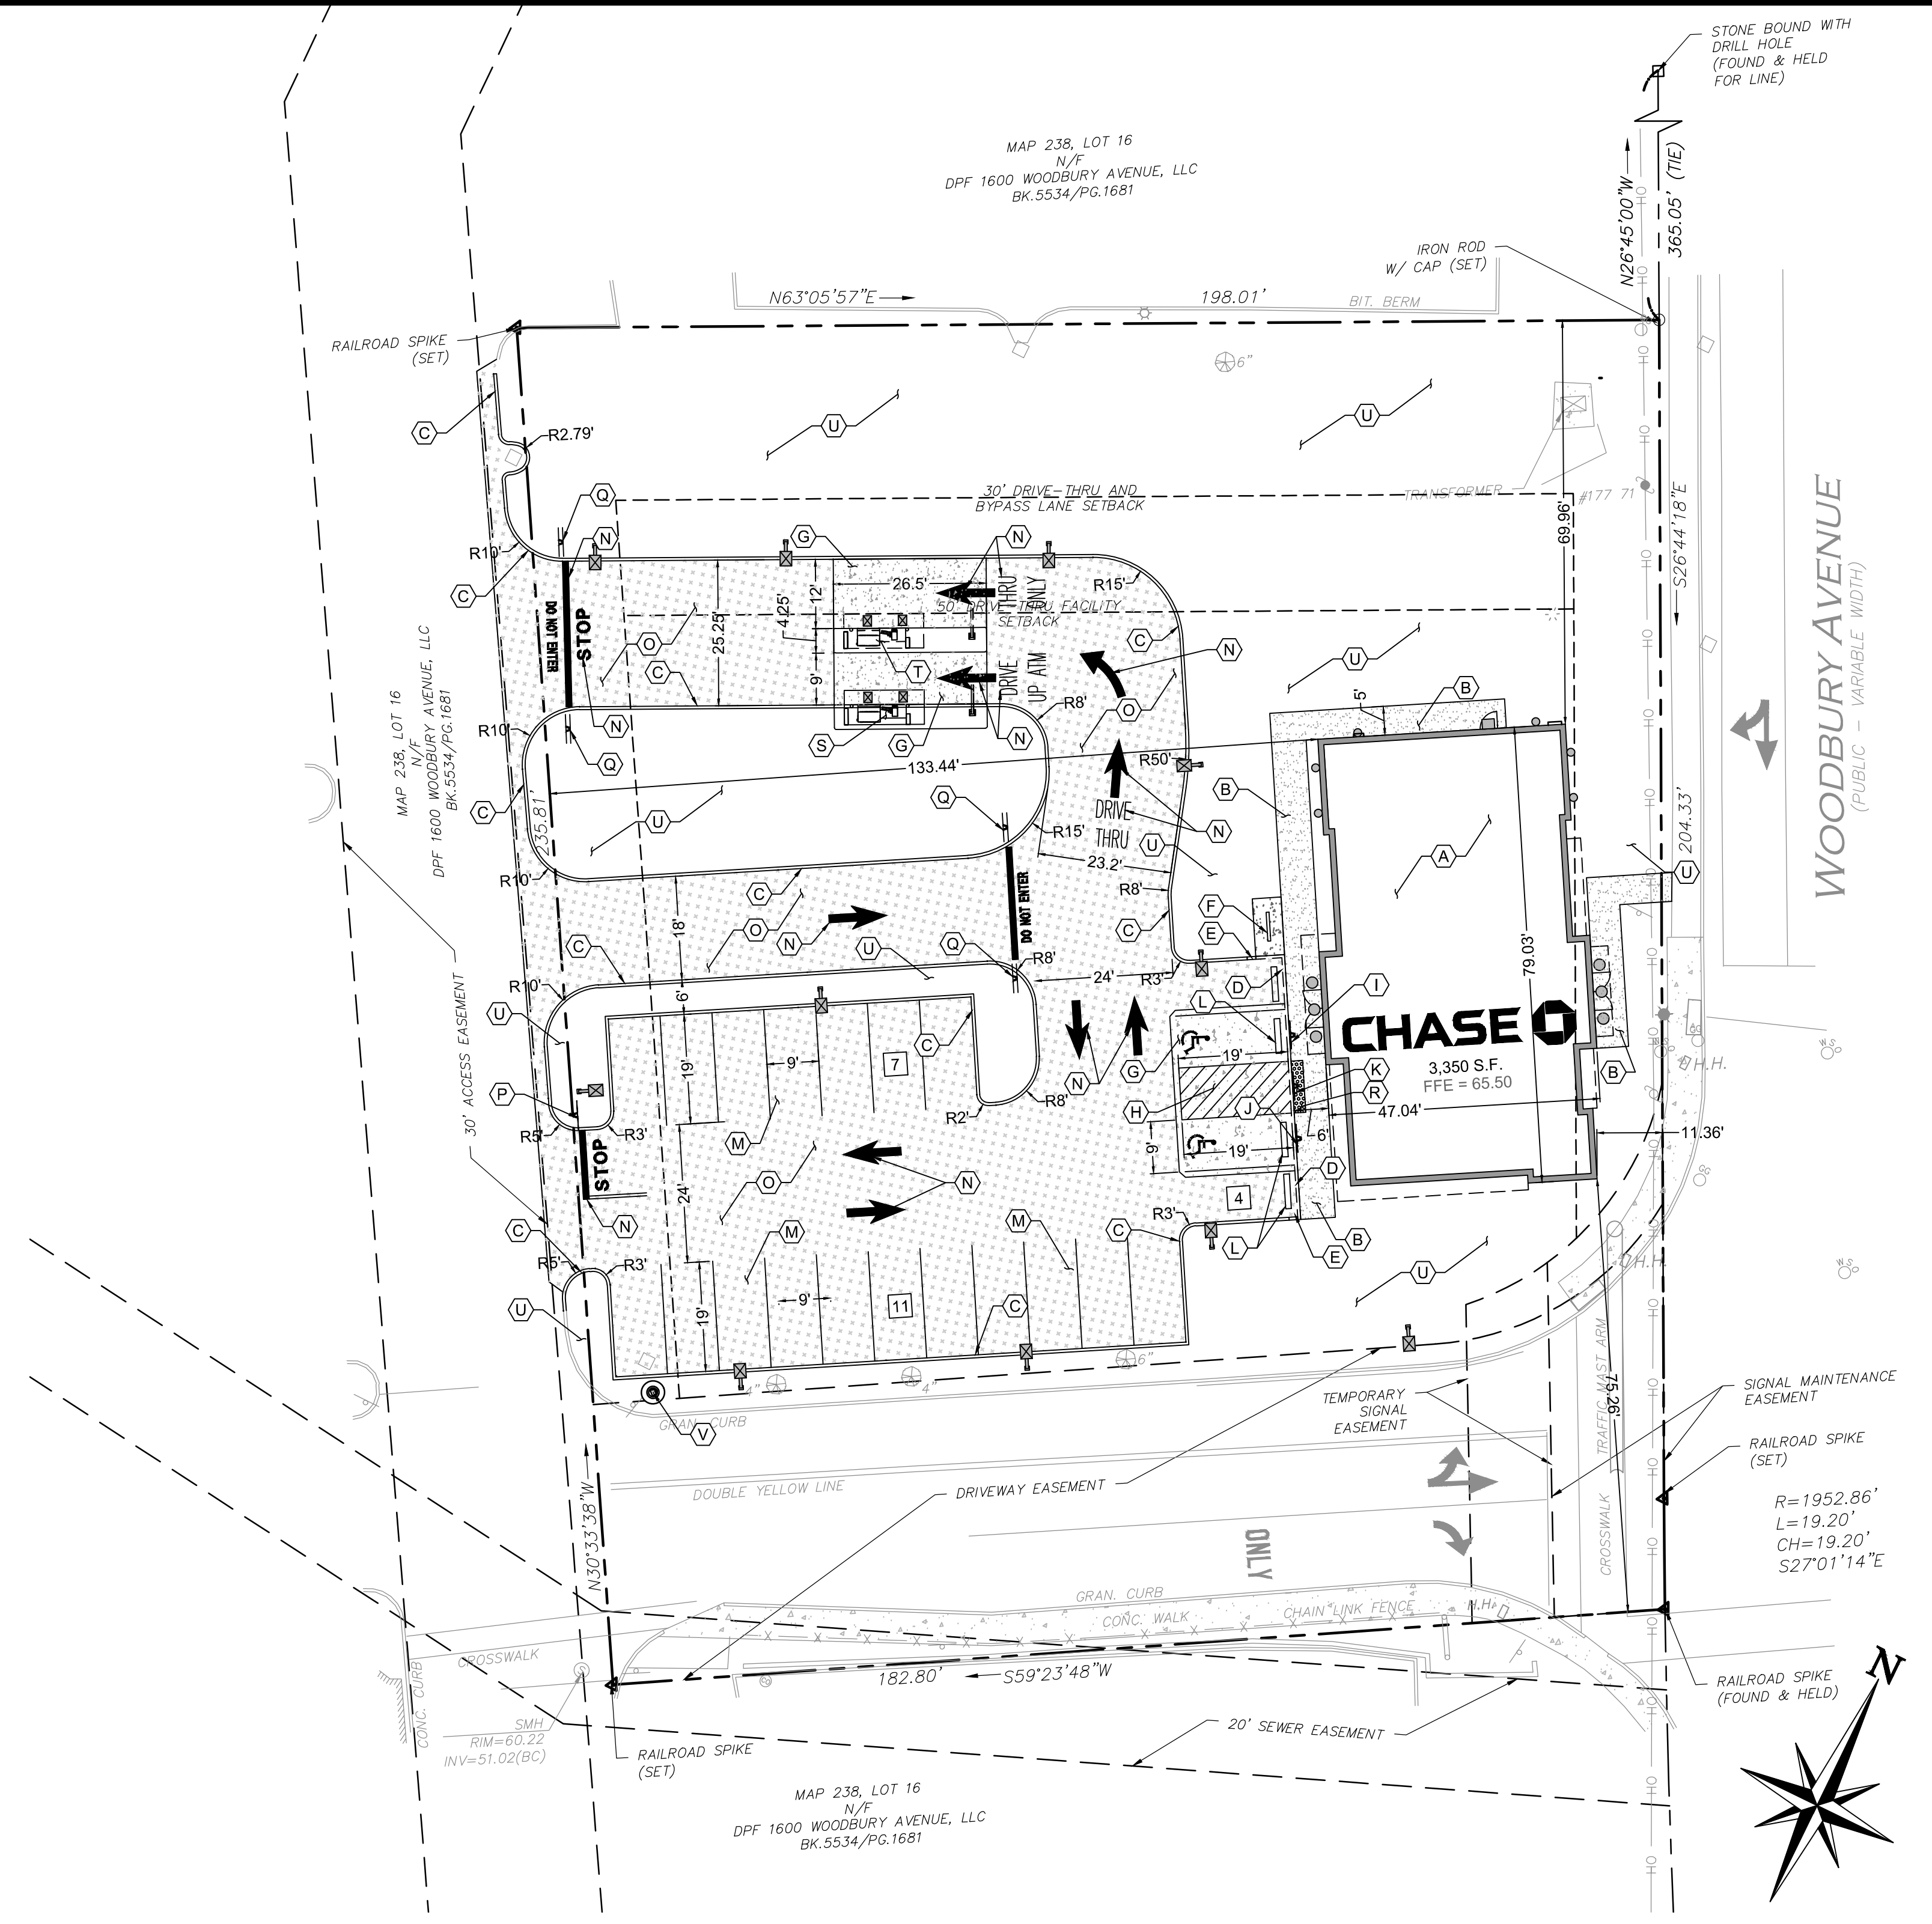 STONE BOUND WITH
DRILL HOLE
(FOUND & HELD
FOR LINE)
MAP 238, LOT 16
N/F
DPF 1600 WOODBURY AVENUE, LLC
BK.5534/PG.1681
N26°45'00"W
365.05' (TIE)
IRON ROD
W/ CAP (SET)
N63°05'57"E
198.01'
BIT. BERM
RAILROAD SPIKE
(SET)
6"
U
U
C
R2.79'
30' DRIVE-THRU AND
BYPASS LANE SETBACK
TRANSFORMER
#177 71
69.96'
S26°44'18"E
WOODBURY AVENUE
(PUBLIC - VARIABLE WIDTH)
Q
N
G
N
R10'
C
DO NOT ENTER
STOP
25.25'
4.25'
12'
26.5'
THRU
ONLY
R15'
50' DRIVE-THRU FACILITY
SETBACK
O
C
C
N
U
T
9'
DRIVE
UP ATM
MAP 238, LOT 16
N/F
DPF 1600 WOODBURY AVENUE, LLC
BK.5534/PG.1681
R8'
O
5'
B
R10'
N
S
G
N
Q
133.44'
R50'
C
235.81'
U
Q
DRIVE
THRU
N
B
R15'
U
23.2'
204.33'
U
A
R10'
R8'
C
18'
DO NOT ENTER
F
O
N
C
U
Q
C
E
R8'
24'
R3'
D
79.03'
R10'
6'
L
I
U
19'
9'
7
C
N
G
19'
CHASE
3,350 S.F.
FFE = 65.50
K
R
B
H.H.
P
R2'
R8'
H
J
47.04'
R5'
R3'
M
6'
11.36'
STOP
O
N
9'
19'
D
4
24'
N
M
M
R3'
C
L
E
B
C
U
H.H.
R5'
R3'
U
9'
11
C
19'
30' ACCESS EASEMENT
6"
4"
4"
V
GRAN. CURB
TEMPORARY
SIGNAL
EASEMENT
TRAFFIC MAST ARM
75.26'
SIGNAL MAINTENANCE
EASEMENT
RAILROAD SPIKE
(SET)
DOUBLE YELLOW LINE
DRIVEWAY EASEMENT
N30°33'38"W
ONLY
CROSSWALK
R=1952.86'
L=19.20'
CH=19.20'
S27°01'14"E
GRAN. CURB
CONC. WALK
CHAIN LINK FENCE
H.H.
CROSSWALK
CONC. CURB
182.80'
S59°23'48"W
RAILROAD SPIKE
(FOUND & HELD)
SMH
RIM=60.22
INV=51.02(BC)
RAILROAD SPIKE
(SET)
20' SEWER EASEMENT
MAP 238, LOT 16
N/F
DPF 1600 WOODBURY AVENUE, LLC
BK.5534/PG.1681
N